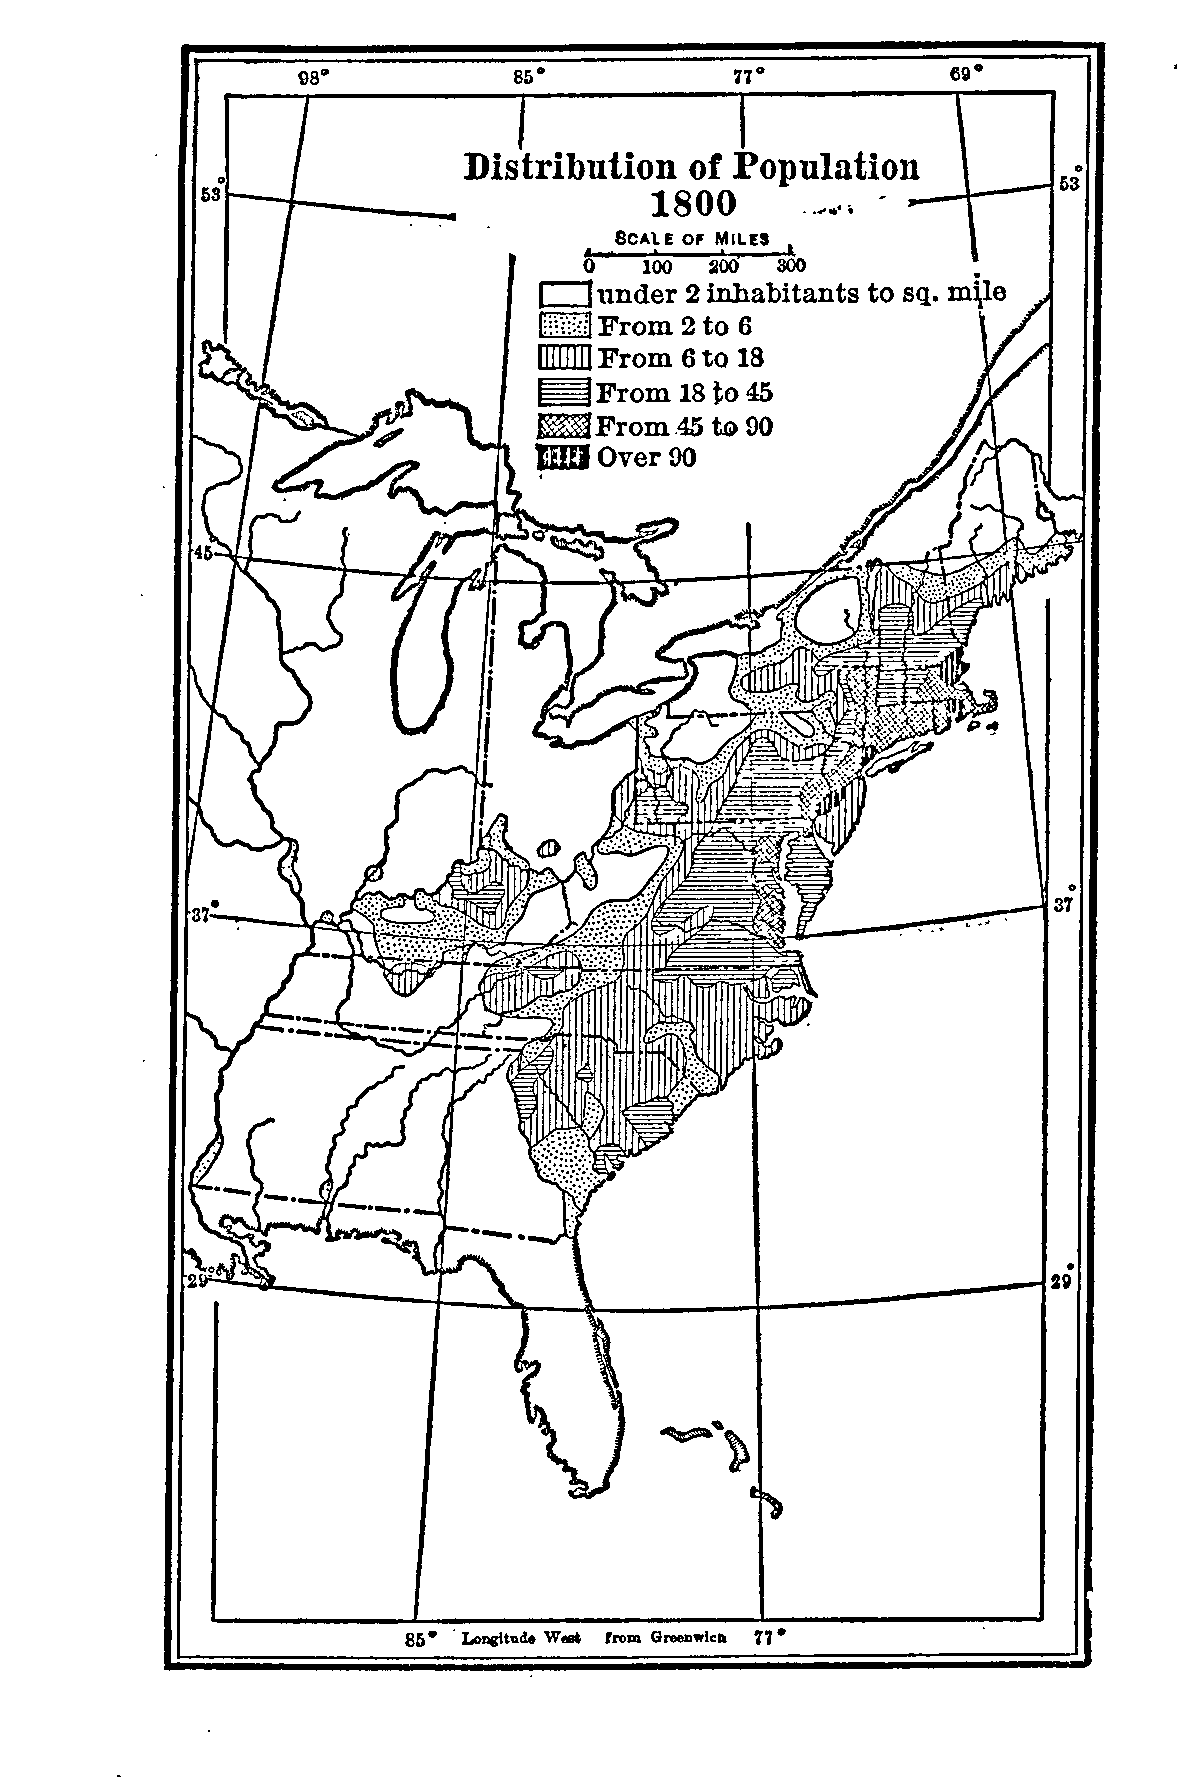 98° 85° 77° 69°
Distribution of Population
53° 53°
1800
SCALE OF MILES
0 100 200 300
under 2 inhabitants to sq. mile
From 2 to 6
From 6 to 18
From 18 to 45
From 45 to 90
Over 90
45
37° 37°
29° 29°
85° Longitude West from Greenwich 77°